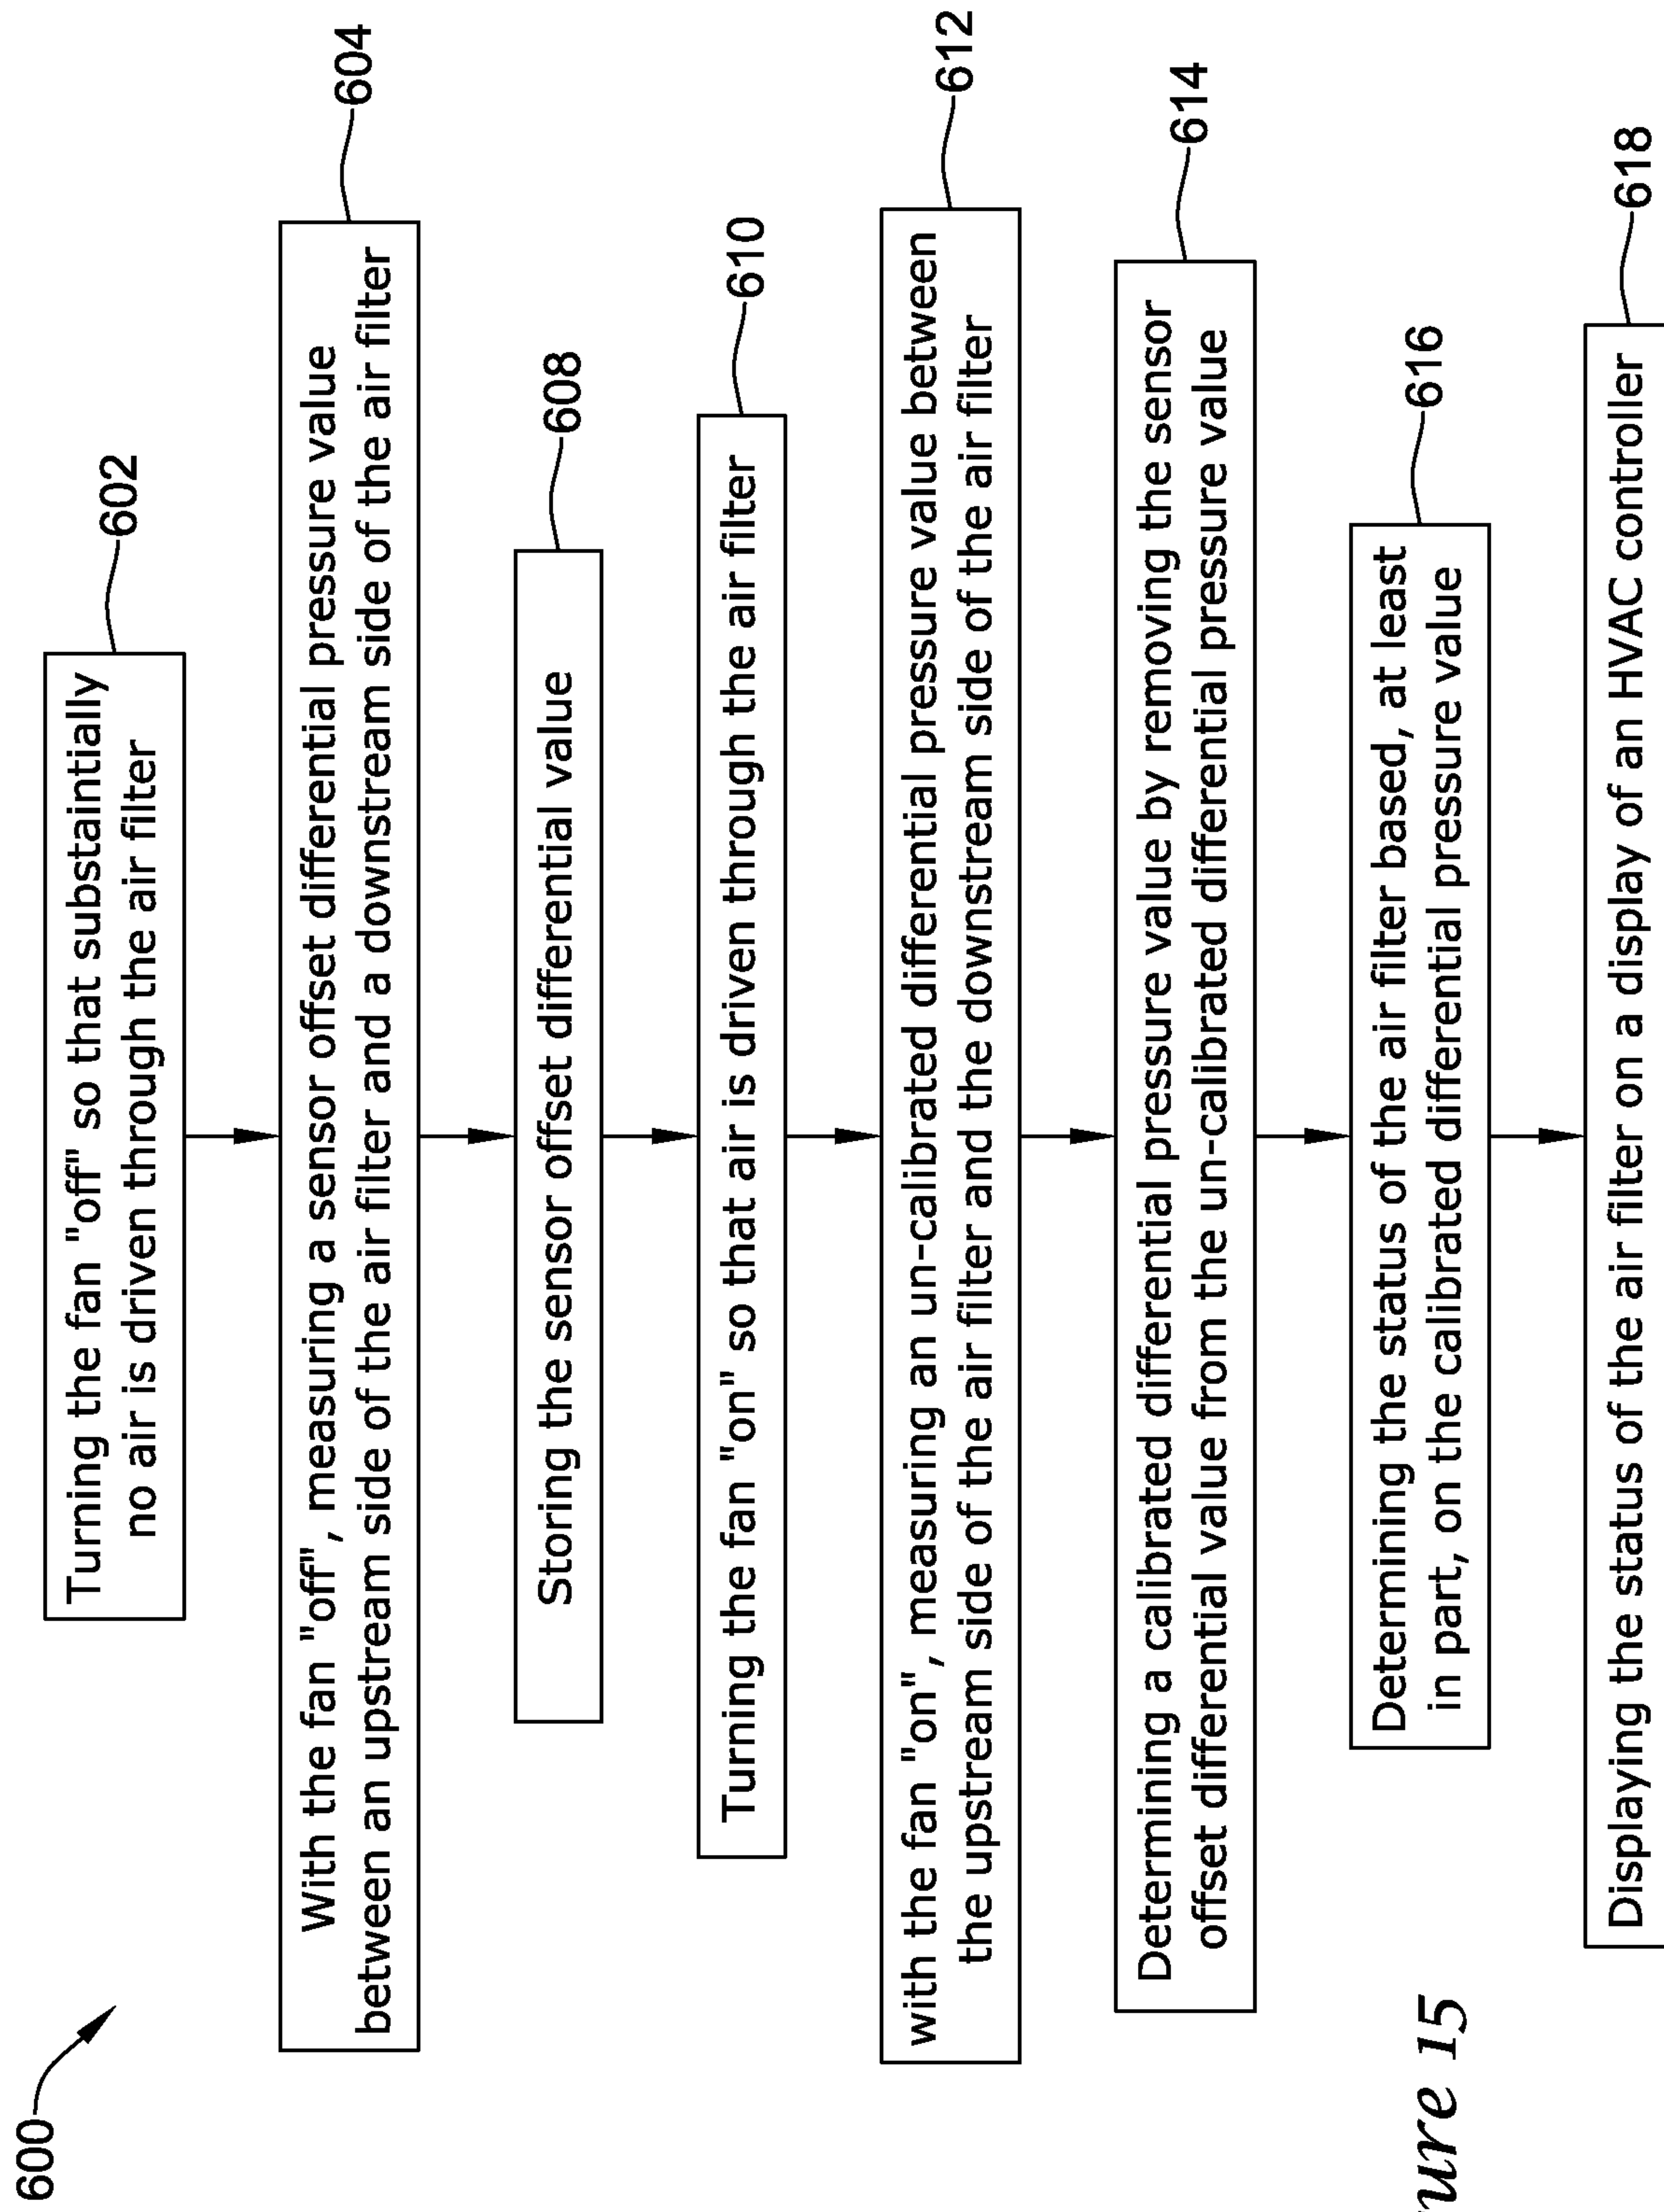 600
Turning the fan "off" so that substaintially
no air is driven through the air filter
602
With the fan "off", measuring a sensor offset differential pressure value
between an upstream side of the air filter and a downstream side of the air filter
604
Storing the sensor offset differential value
608
Turning the fan "on" so that air is driven through the air filter
610
with the fan "on", measuring an un-calibrated differential pressure value between
the upstream side of the air filter and the downstream side of the air filter
612
Determining a calibrated differential pressure value by removing the sensor
offset differential value from the un-calibrated differential pressure value
614
Determining the status of the air filter based, at least
in part, on the calibrated differential pressure value
616
Displaying the status of the air filter on a display of an HVAC controller
618
ure 15